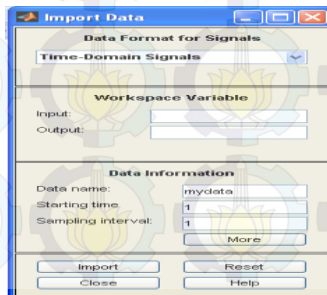 Import Data
Data Format for Signals
Time-Domain Signals
Workspace Variable
Input:
Output:
Data Information
Data name: mydata
Starting time 1
Sampling interval: 1
More
Import Reset
Close Help